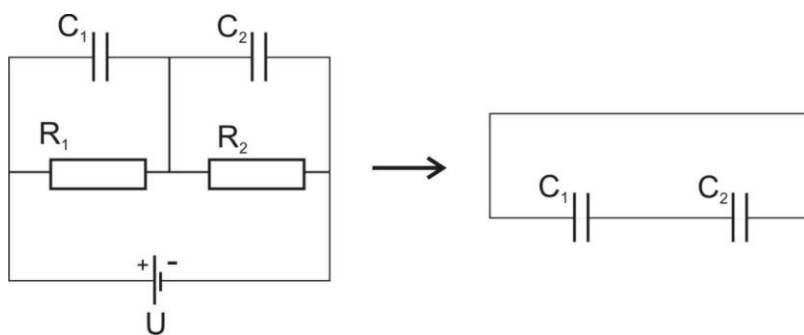 C₁ C₂
R₁ R₂
+ -
U
C₁ C₂